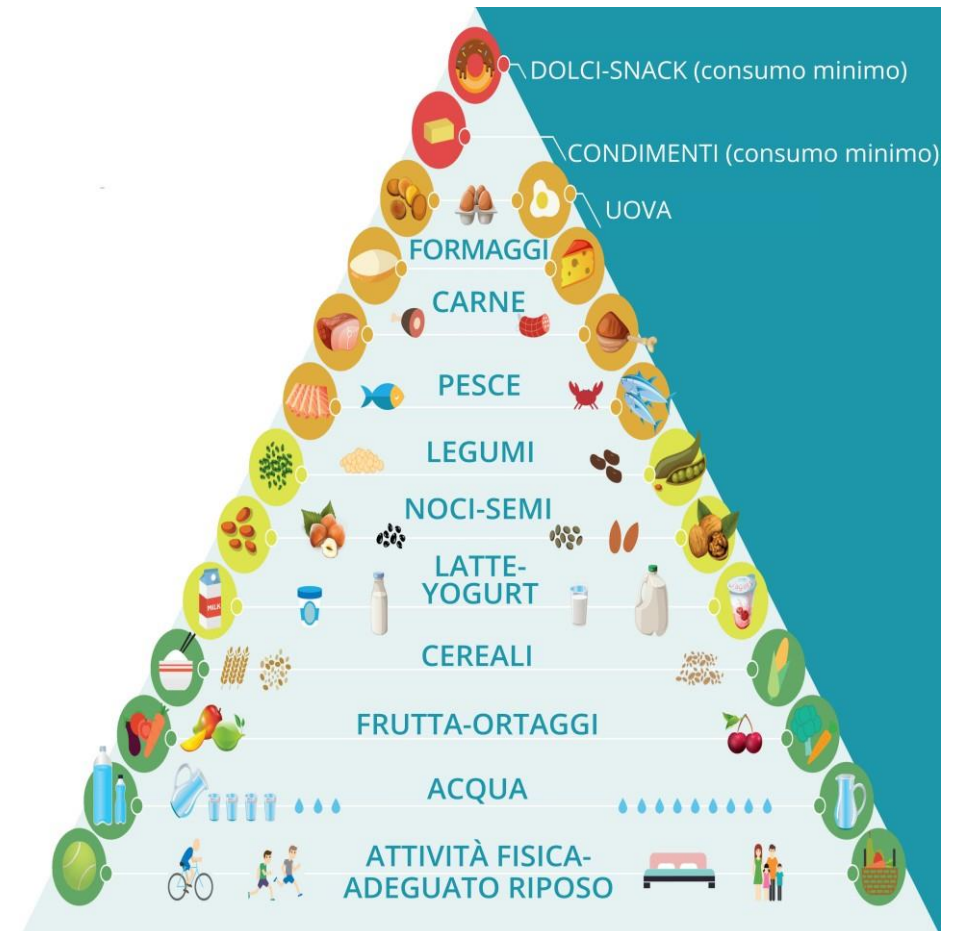 DOLCI-SNACK (consumo minimo)
CONDIMENTI (consumo minimo)
UOVA
FORMAGGI
CARNE
PESCE
LEGUMI
NOCI-SEMI
LATTE-
YOGURT
MILK
CEREALI
FRUTTA-ORTAGGI
ACQUA
ATTIVITÀ FISICA-
ADEGUATO RIPOSO